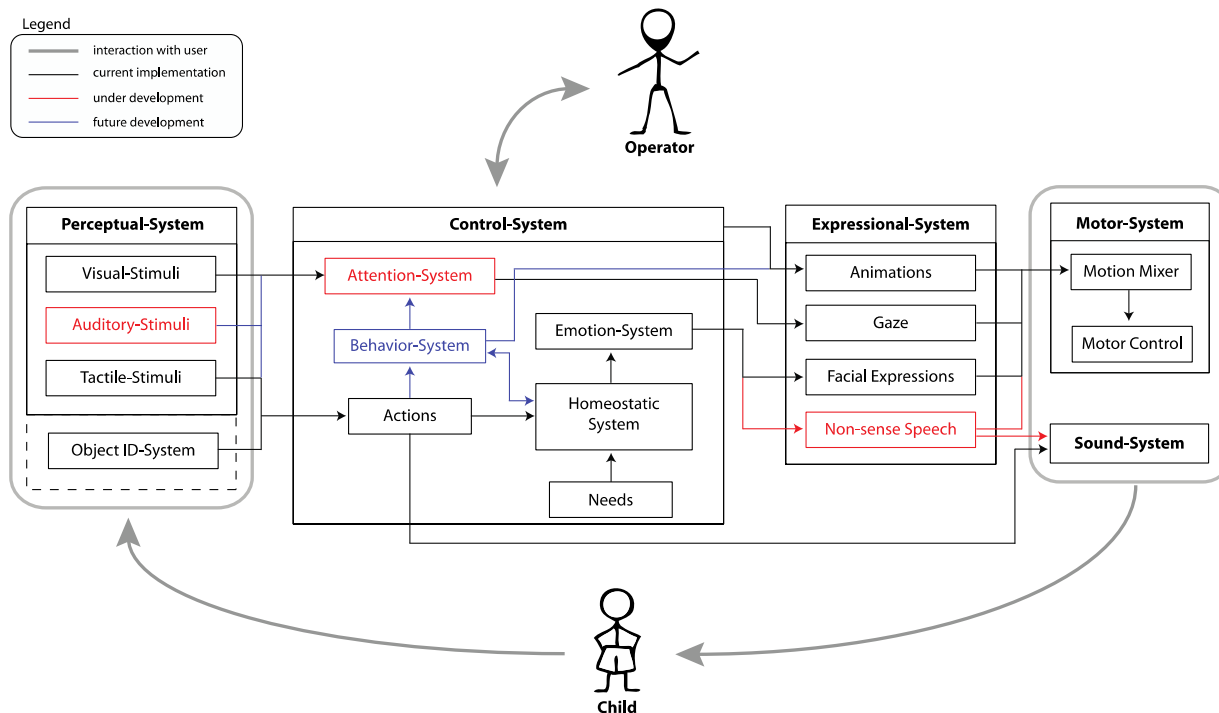 Legend
interaction with user
current implementation
under development
future development
Operator
Perceptual-System
Visual-Stimuli
Auditory-Stimuli
Tactile-Stimuli
Object ID-System
Control-System
Attention-System
Behavior-System
Emotion-System
Actions
Homeostatic
System
Needs
Expressional-System
Animations
Gaze
Facial Expressions
Non-sense Speech
Motor-System
Motion Mixer
Motor Control
Sound-System
Child